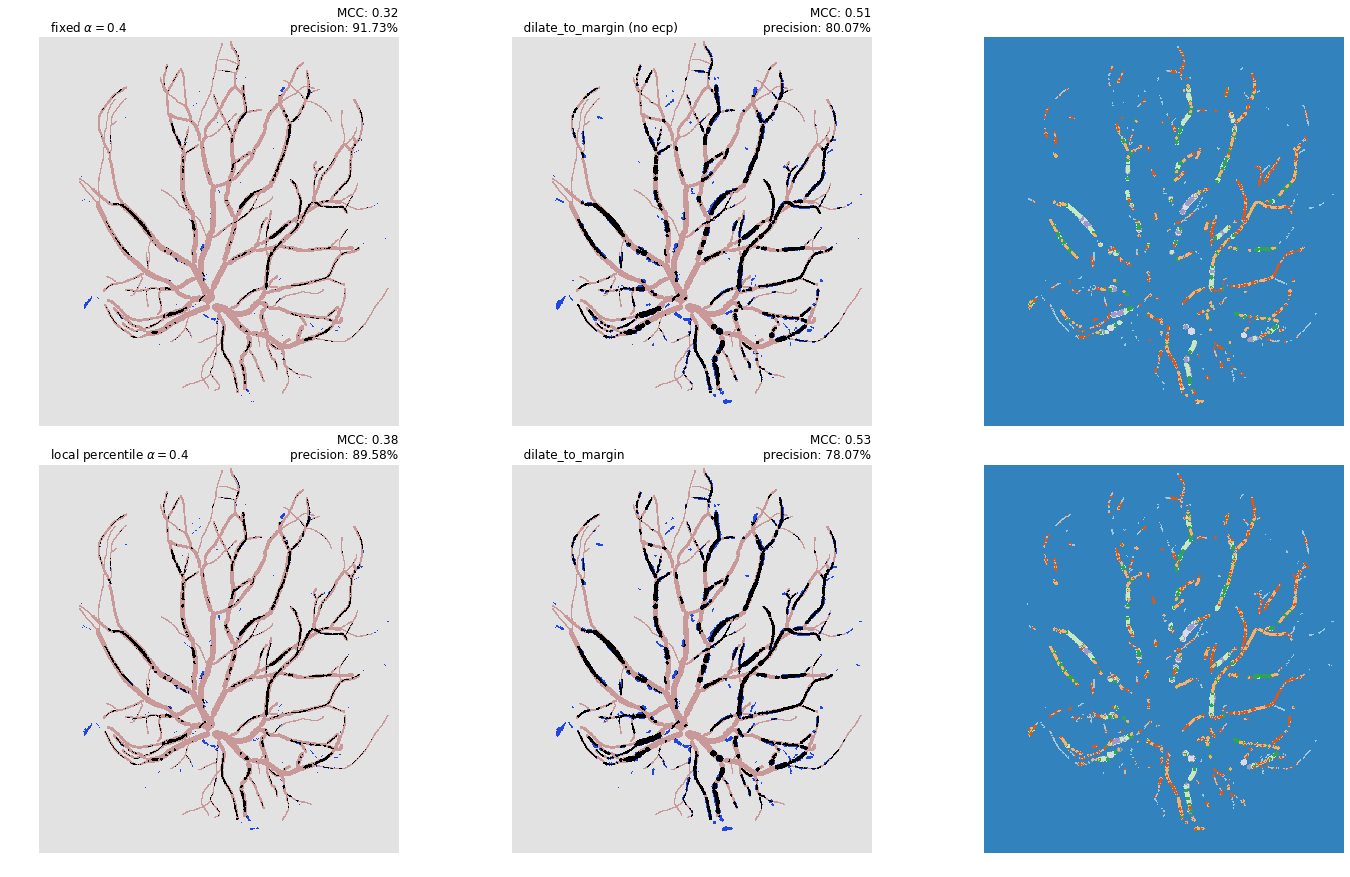 MCC: 0.32
fixed α = 0.4 precision: 91.73%
MCC: 0.51
dilate_to_margin (no ecp) precision: 80.07%
MCC: 0.38
local percentile α = 0.4 precision: 89.58%
MCC: 0.53
dilate_to_margin precision: 78.07%